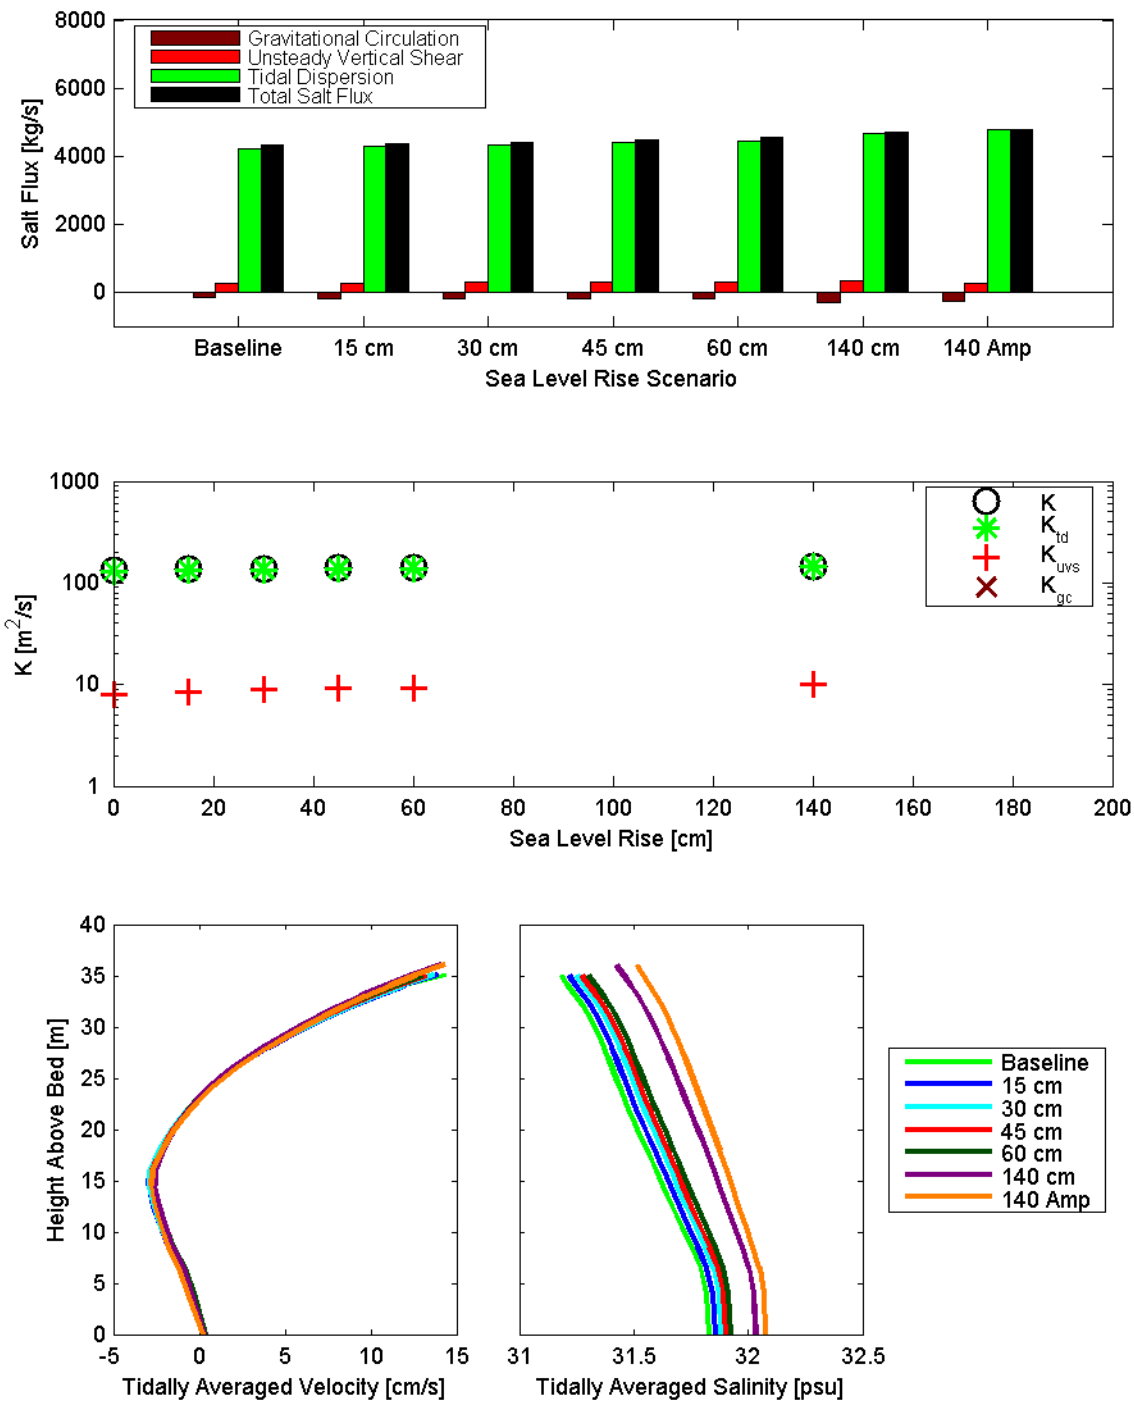 8000
6000
4000
2000
0
Salt Flux [kg/s]
Gravitational Circulation
Unsteady Vertical Shear
Tidal Dispersion
Total Salt Flux
Baseline 15 cm 30 cm 45 cm 60 cm 140 cm 140 Amp
Sea Level Rise Scenario
1000
100
10
1
K [m²/s]
K
K_td
K_uvs
K_gc
0 20 40 60 80 100 120 140 160 180 200
Sea Level Rise [cm]
40
35
30
25
20
15
10
5
0
Height Above Bed [m]
-5 0 5 10 15
Tidally Averaged Velocity [cm/s]
31 31.5 32 32.5
Tidally Averaged Salinity [psu]
Baseline
15 cm
30 cm
45 cm
60 cm
140 cm
140 Amp